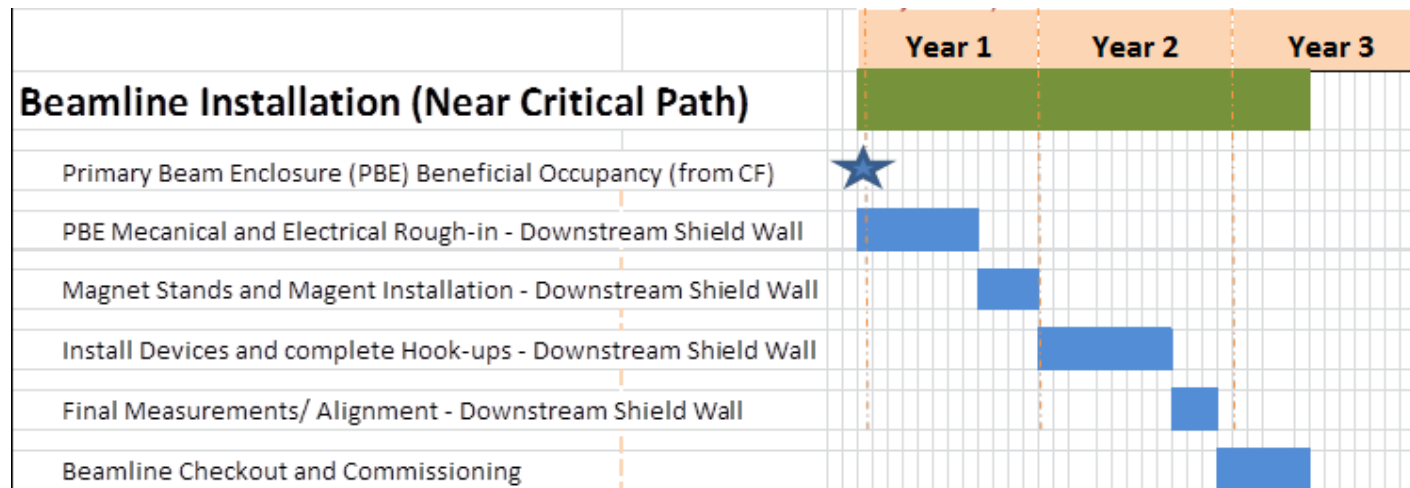 Year 1 Year 2 Year 3
Beamline Installation (Near Critical Path)
Primary Beam Enclosure (PBE) Beneficial Occupancy (from CF)
PBE Mecanical and Electrical Rough-in - Downstream Shield Wall
Magnet Stands and Magent Installation - Downstream Shield Wall
Install Devices and complete Hook-ups - Downstream Shield Wall
Final Measurements/ Alignment - Downstream Shield Wall
Beamline Checkout and Commissioning